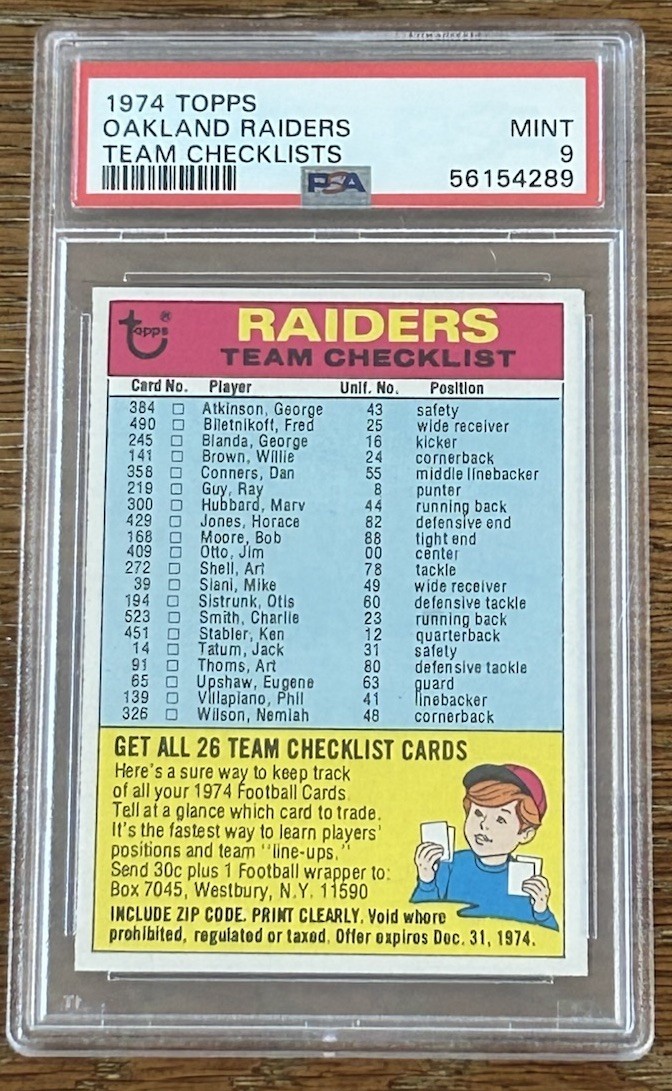 1974 TOPPS
OAKLAND RAIDERS MINT
TEAM CHECKLISTS 9
PSA 56154289
Topps ® RAIDERS
TEAM CHECKLIST
Card No. Player Unif. No. Position
384 □ Atkinson, George 43 safety
490 □ Biletnikoff, Fred 25 wide receiver
245 □ Blanda, George 16 kicker
141 □ Brown, Willie 24 cornerback
358 □ Conners, Dan 55 middle linebacker
219 □ Guy, Ray 8 punter
300 □ Hubbard, Marv 44 running back
429 □ Jones, Horace 82 defensive end
168 □ Moore, Bob 88 tight end
409 □ Otto, Jim 00 center
272 □ Shell, Art 78 tackle
39 □ Siani, Mike 49 wide receiver
194 □ Sistrunk, Otis 60 defensive tackle
523 □ Smith, Charlie 23 running back
451 □ Stabler, Ken 12 quarterback
14 □ Tatum, Jack 31 safety
91 □ Thoms, Art 80 defensive tackle
65 □ Upshaw, Eugene 63 guard
139 □ Villapiano, Phil 41 linebacker
326 □ Wilson, Nemiah 48 cornerback
GET ALL 26 TEAM CHECKLIST CARDS
Here's a sure way to keep track
of all your 1974 Football Cards.
Tell at a glance which card to trade.
It's the fastest way to learn players'
positions and team "line-ups."
Send 30c plus 1 Football wrapper to:
Box 7045, Westbury, N.Y. 11590
INCLUDE ZIP CODE. PRINT CLEARLY. Void where
prohibited, regulated or taxed. Offer expires Dec. 31, 1974.